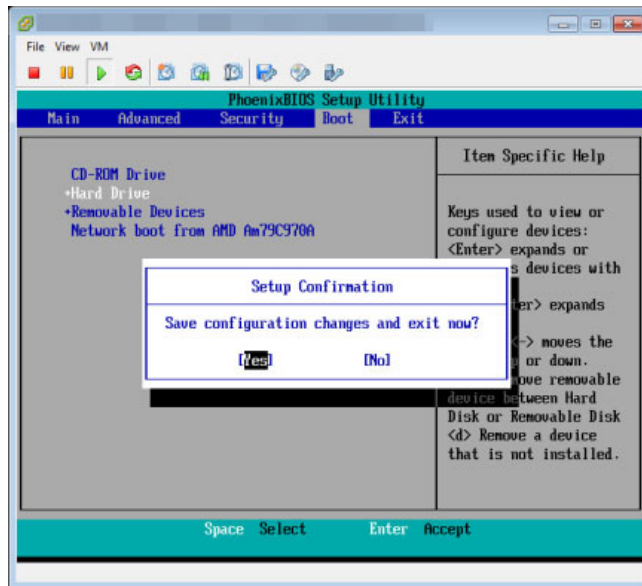 File View VM
PhoenixBIOS Setup Utility
Main Advanced Security Boot Exit
CD-ROM Drive
+Hard Drive
+Removable Devices
Network boot from AMD Am79C970A
Item Specific Help
Keys used to view or
configure devices:
<Enter> expands or
s devices with
ter> expands
-> moves the
or down.
ove removable
device between Hard
Disk or Removable Disk
<d> Remove a device
that is not installed.
Setup Confirmation
Save configuration changes and exit now?
[Yes] [No]
Space Select Enter Accept